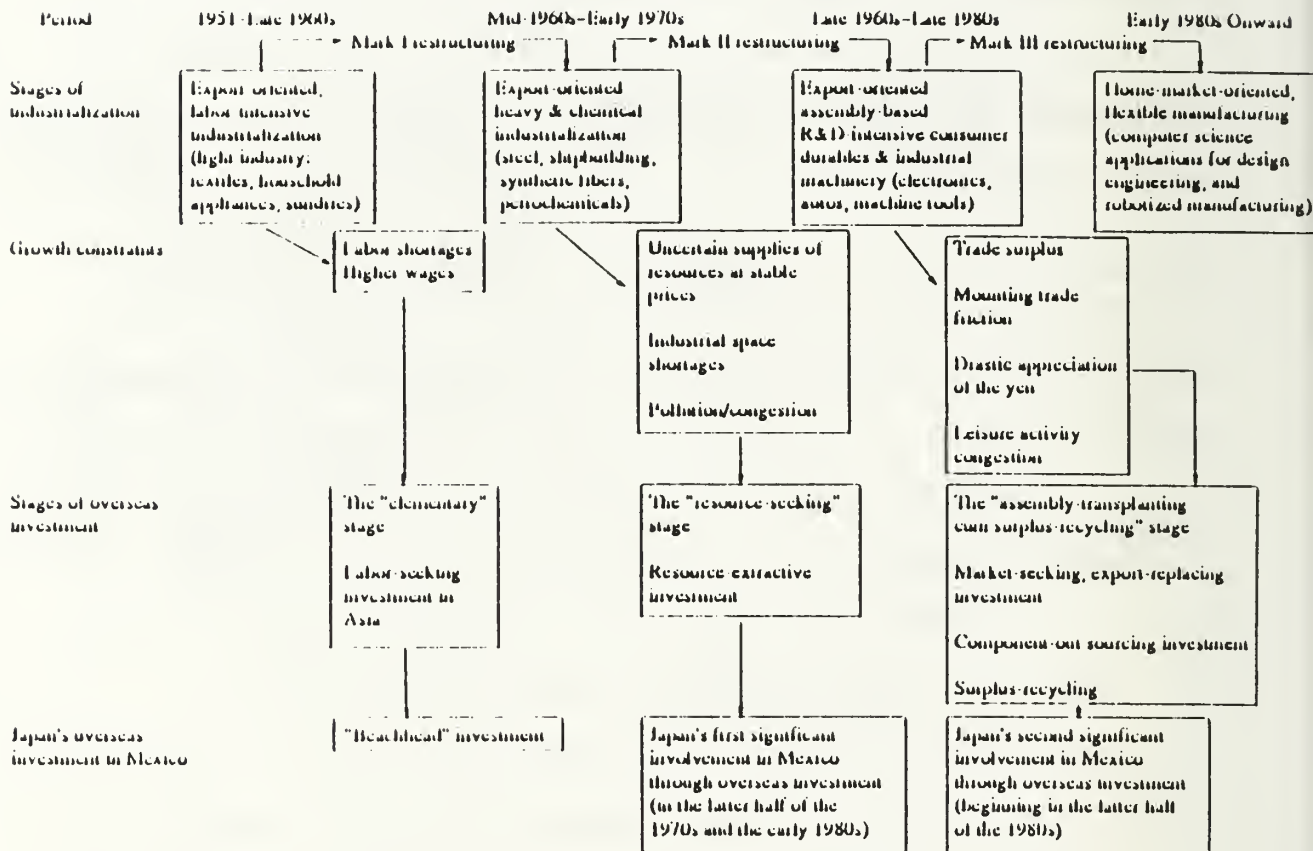 Period
1951-Late 1960s
Mid-1960s-Early 1970s
Late 1960s-Late 1980s
Early 1980s Onward
Mark I restructuring
Mark II restructuring
Mark III restructuring
Stages of
industrialization
Export-oriented,
labor-intensive
industrialization
(light industry:
textiles, household
appliances, sundries)
Export-oriented
heavy & chemical
industrialization
(steel, shipbuilding,
synthetic fibers,
petrochemicals)
Export-oriented
assembly-based
R&D-intensive consumer
durables & industrial
machinery (electronics,
autos, machine tools)
Home-market-oriented,
flexible manufacturing
(computer science
applications for design
engineering, and
robotized manufacturing)
Growth constraints
Labor shortages
Higher wages
Uncertain supplies of
resources at stable
prices
Industrial space
shortages
Pollution/congestion
Trade surplus
Mounting trade
friction
Drastic appreciation
of the yen
Leisure activity
congestion
Stages of overseas
investment
The "elementary"
stage
Labor-seeking
investment in
Asia
The "resource-seeking"
stage
Resource-extractive
investment
The "assembly-transplanting
cum surplus-recycling" stage
Market-seeking, export-replacing
investment
Component-out sourcing investment
Surplus-recycling
Japan's overseas
investment in Mexico
"Beachhead" investment
Japan's first significant
involvement in Mexico
through overseas investment
(in the latter half of the
1970s and the early 1980s)
Japan's second significant
involvement in Mexico
through overseas investment
(beginning in the latter half
of the 1980s)